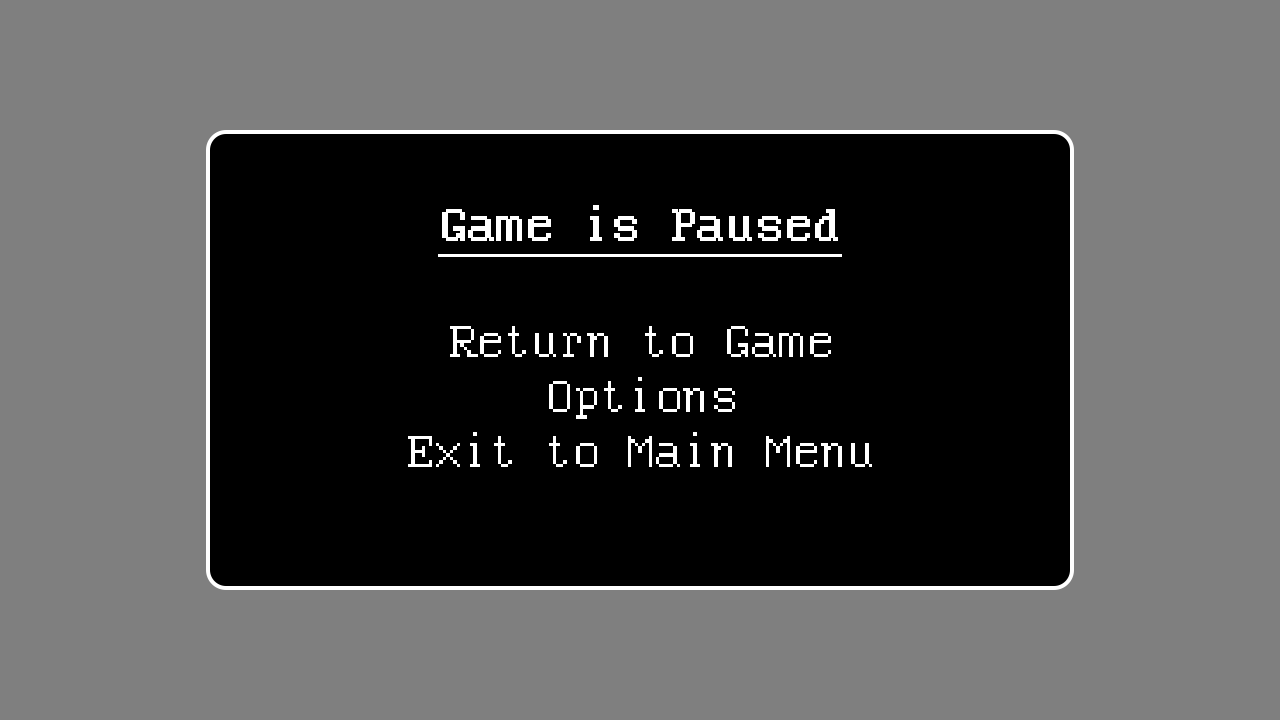 Game is Paused
Return to Game
Options
Exit to Main Menu